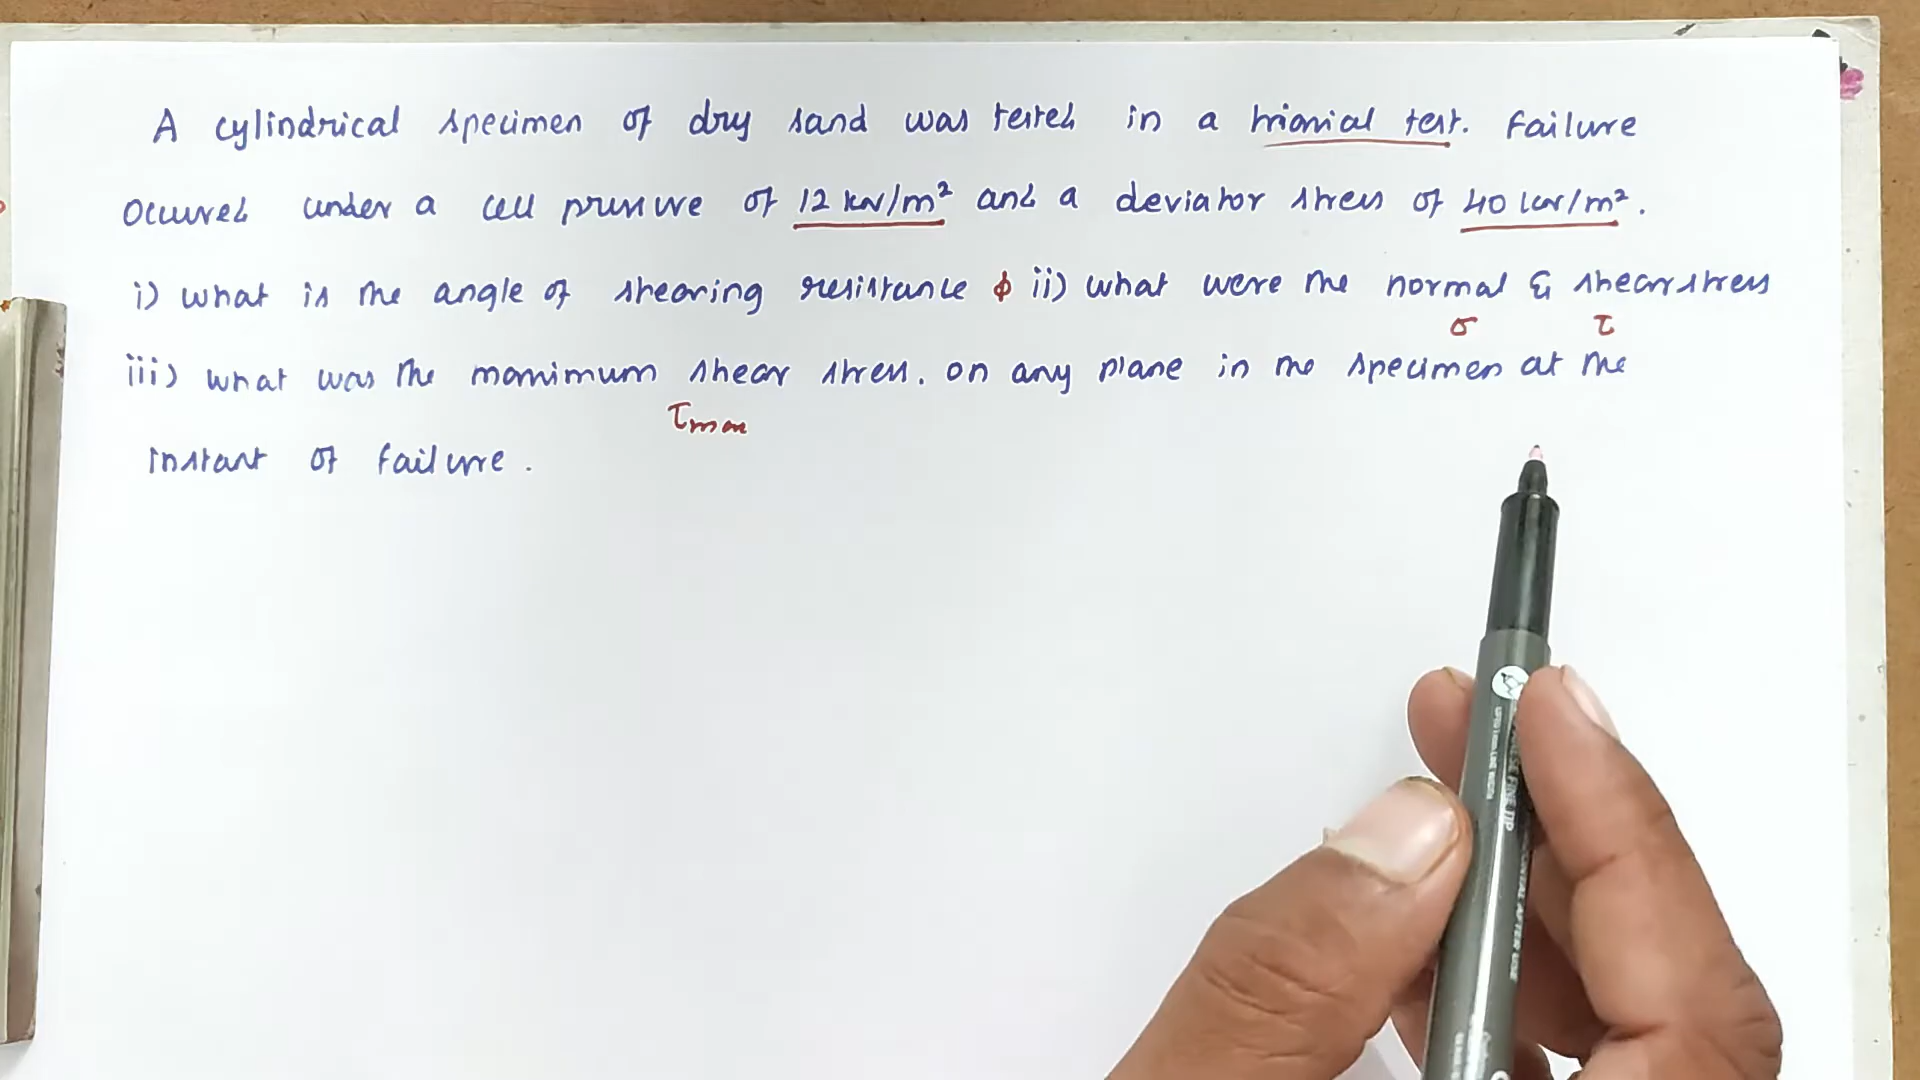 A cylindrical specimen of dry sand was tested in a triaxial test. Failure
occured under a cell pressure of 12 kN/m² and a deviator stress of 40 kN/m².
i) what is the angle of shearing resistance ϕ ii) what were the normal & shear stress
σ τ
iii) what was the maximum shear stress. on any plane in the specimen at the
τmax
instant of failure.